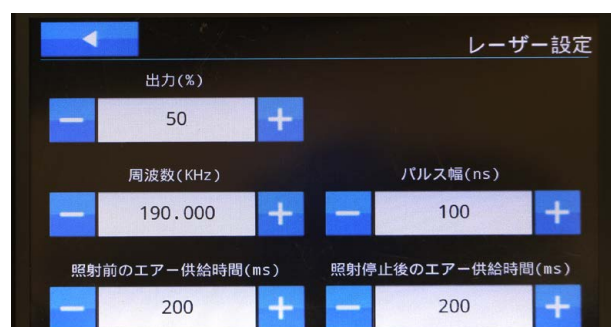 レーザー設定
出力(%)
50
周波数(KHz)
パルス幅(ns)
190.000
100
照射前のエアー供給時間(ms)
照射停止後のエアー供給時間(ms)
200
200